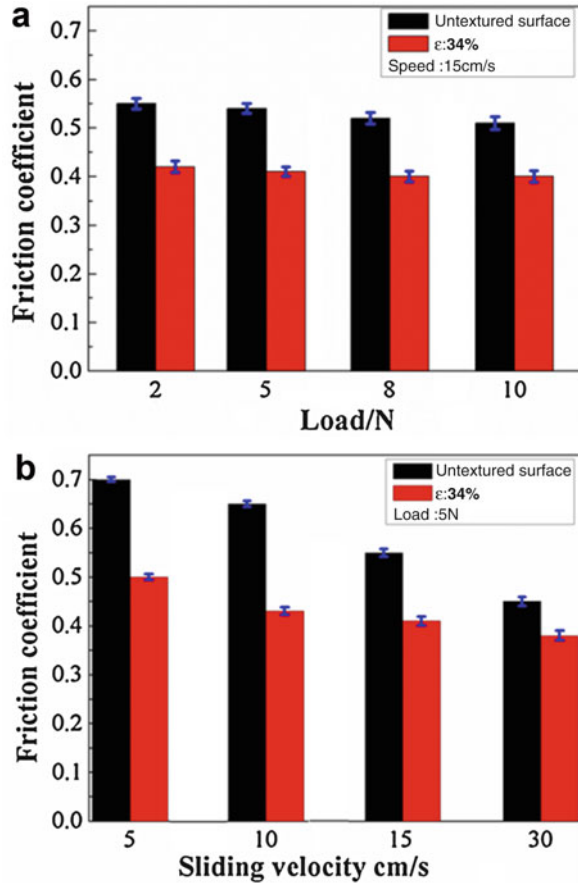 a
Untextured surface
ε:34%
Speed :15cm/s
0.7
0.6
0.5
0.4
0.3
0.2
0.1
0.0
Friction coefficient
2 5 8 10
Load/N
b
Untextured surface
ε:34%
Load :5N
0.7
0.6
0.5
0.4
0.3
0.2
0.1
0.0
Friction coefficient
5 10 15 30
Sliding velocity cm/s